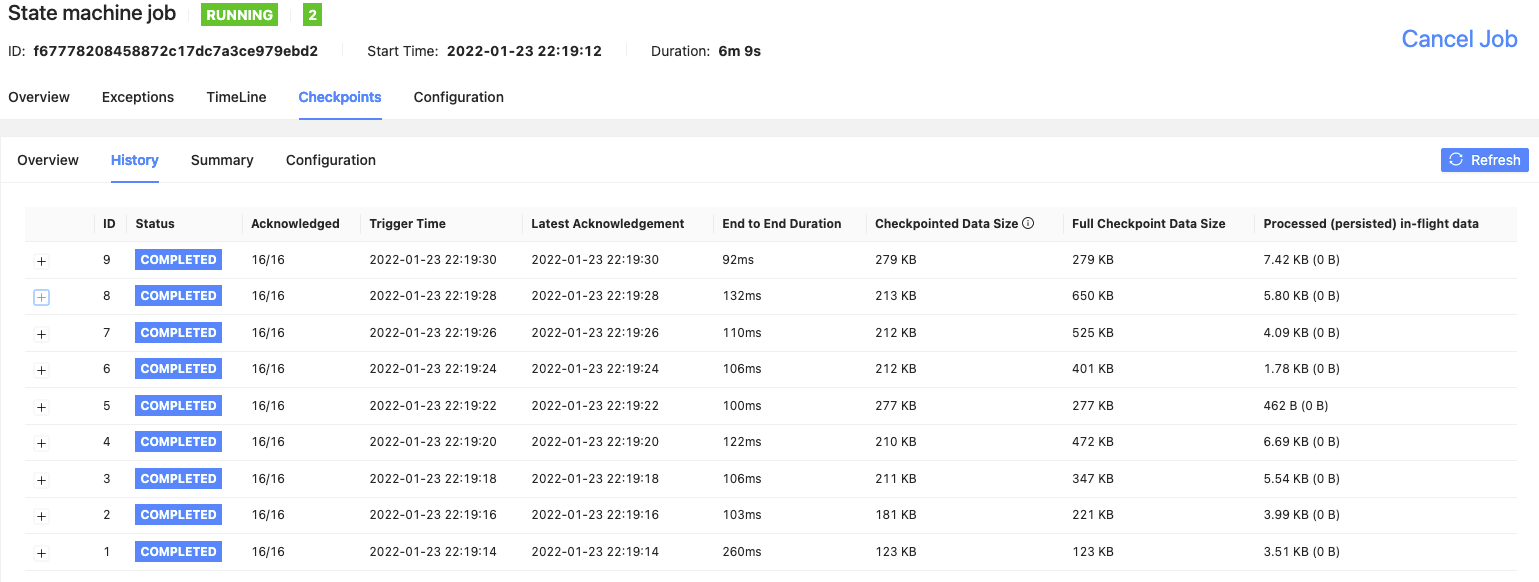 State machine job RUNNING 2
ID: f67778208458872c17dc7a3ce979ebd2 Start Time: 2022-01-23 22:19:12 Duration: 6m 9s
Cancel Job
Overview Exceptions TimeLine Checkpoints Configuration
Overview History Summary Configuration Refresh
ID Status Acknowledged Trigger Time Latest Acknowledgement End to End Duration Checkpointed Data Size Full Checkpoint Data Size Processed (persisted) in-flight data
+ 9 COMPLETED 16/16 2022-01-23 22:19:30 2022-01-23 22:19:30 92ms 279 KB 279 KB 7.42 KB (0 B)
+ 8 COMPLETED 16/16 2022-01-23 22:19:28 2022-01-23 22:19:28 132ms 213 KB 650 KB 5.80 KB (0 B)
+ 7 COMPLETED 16/16 2022-01-23 22:19:26 2022-01-23 22:19:26 110ms 212 KB 525 KB 4.09 KB (0 B)
+ 6 COMPLETED 16/16 2022-01-23 22:19:24 2022-01-23 22:19:24 106ms 212 KB 401 KB 1.78 KB (0 B)
+ 5 COMPLETED 16/16 2022-01-23 22:19:22 2022-01-23 22:19:22 100ms 277 KB 277 KB 462 B (0 B)
+ 4 COMPLETED 16/16 2022-01-23 22:19:20 2022-01-23 22:19:20 122ms 210 KB 472 KB 6.69 KB (0 B)
+ 3 COMPLETED 16/16 2022-01-23 22:19:18 2022-01-23 22:19:18 106ms 211 KB 347 KB 5.54 KB (0 B)
+ 2 COMPLETED 16/16 2022-01-23 22:19:16 2022-01-23 22:19:16 103ms 181 KB 221 KB 3.99 KB (0 B)
+ 1 COMPLETED 16/16 2022-01-23 22:19:14 2022-01-23 22:19:14 260ms 123 KB 123 KB 3.51 KB (0 B)